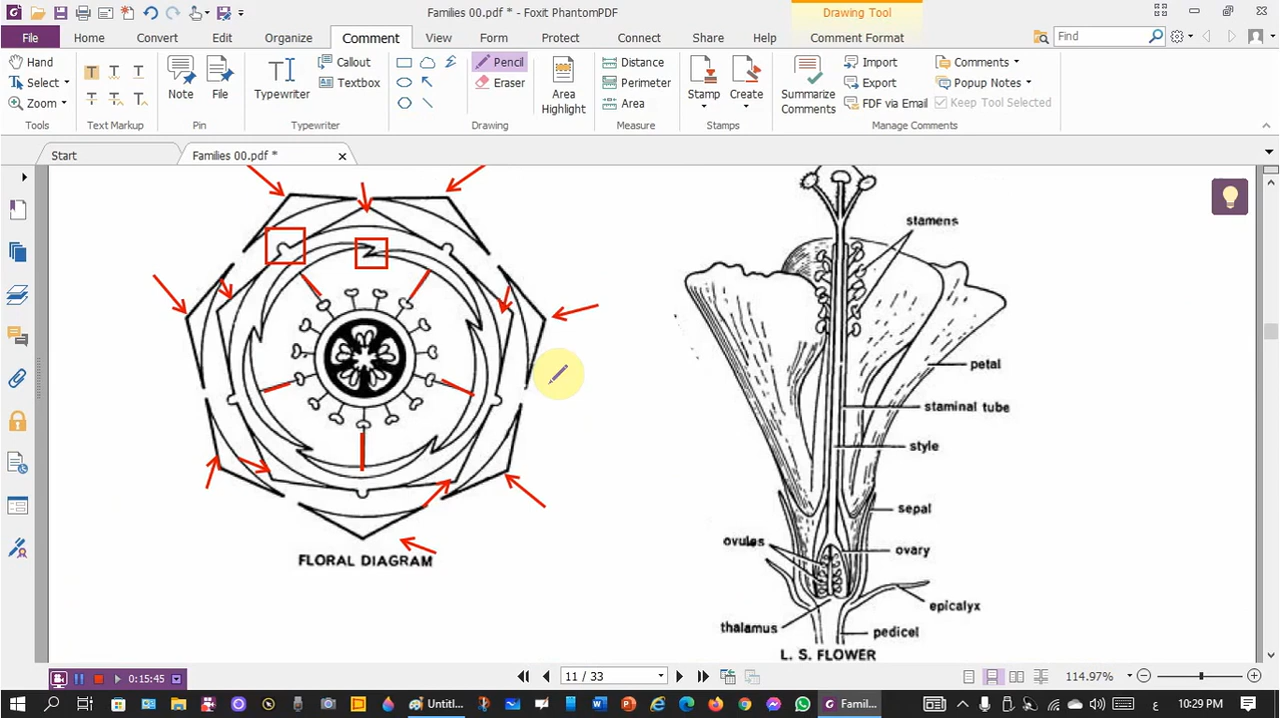 Families 00.pdf * - Foxit PhantomPDF
Drawing Tool
File
Home
Convert
Edit
Organize
Comment
View
Form
Protect
Connect
Share
Help
Comment Format
Find
Hand
Select
Zoom
Tools
Text Markup
Note
File
Pin
Typewriter
Callout
Textbox
Typewriter
Pencil
Eraser
Drawing
Area
Highlight
Distance
Perimeter
Area
Measure
Stamp
Create
Stamps
Summarize
Comments
Import
Export
FDF via Email
Comments
Popup Notes
Keep Tool Selected
Manage Comments
Start
Families 00.pdf *
FLORAL DIAGRAM
stamens
petal
staminal tube
style
sepal
ovules
ovary
epicalyx
thalamus
pedicel
L. S. FLOWER
0:15:45
11 / 33
114.97%
Untitl...
Famil...
ع
10:29 PM